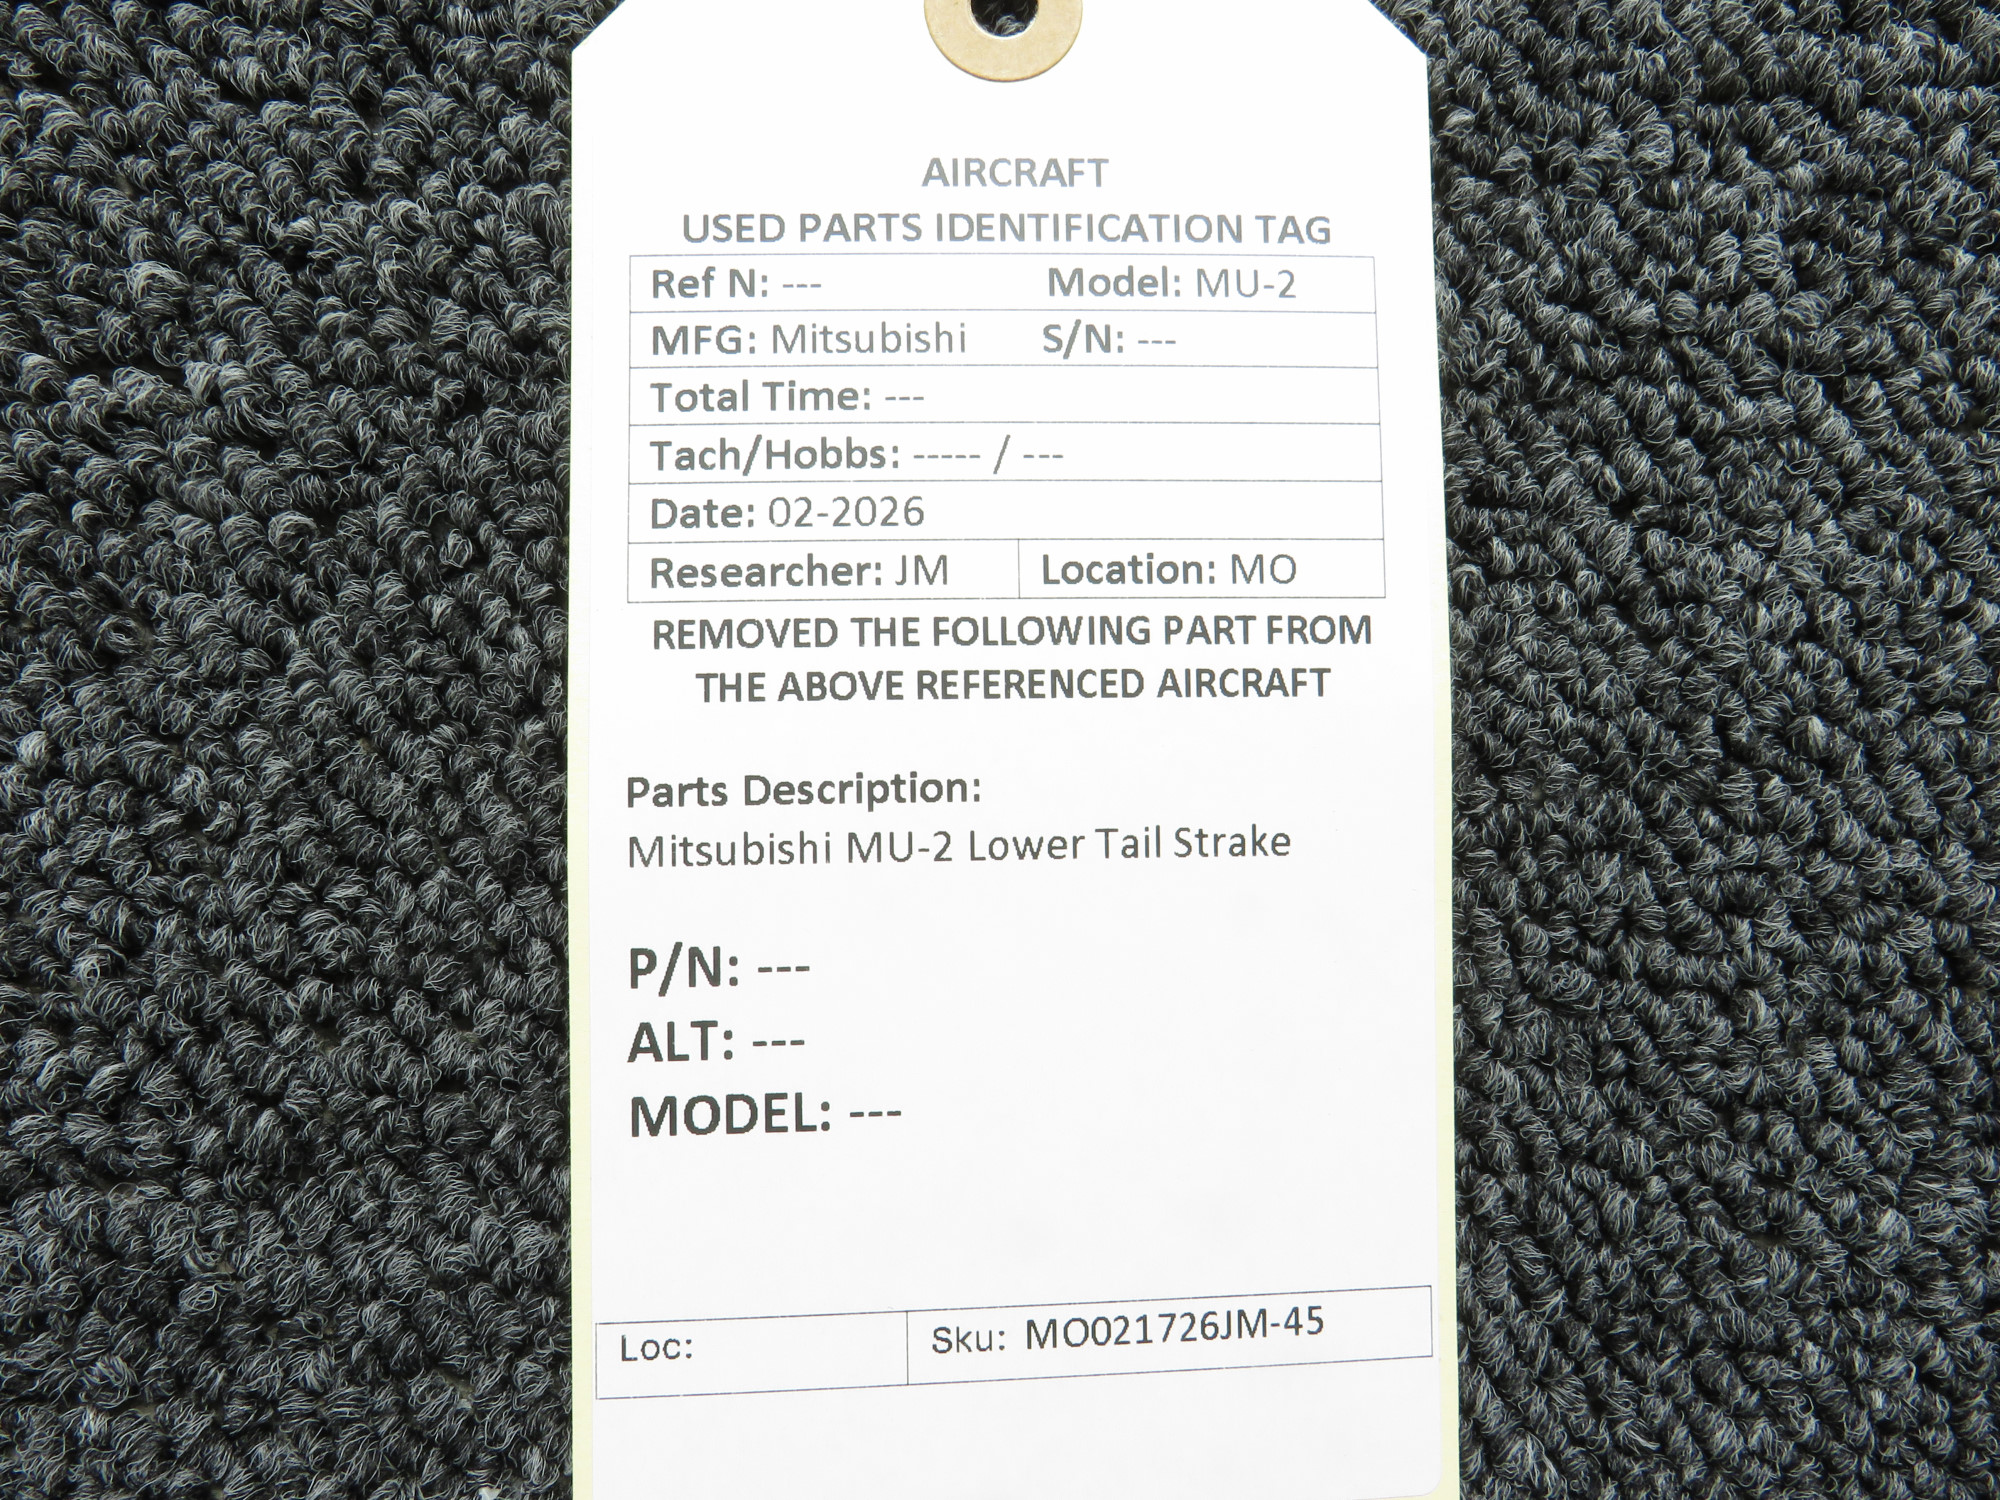 AIRCRAFT
USED PARTS IDENTIFICATION TAG
Ref N: --- Model: MU-2
MFG: Mitsubishi S/N: ---
Total Time: ---
Tach/Hobbs: ----- / ---
Date: 02-2026
Researcher: JM Location: MO
REMOVED THE FOLLOWING PART FROM
THE ABOVE REFERENCED AIRCRAFT
Parts Description:
Mitsubishi MU-2 Lower Tail Strake
P/N: ---
ALT: ---
MODEL: ---
Loc: Sku: MO021726JM-45